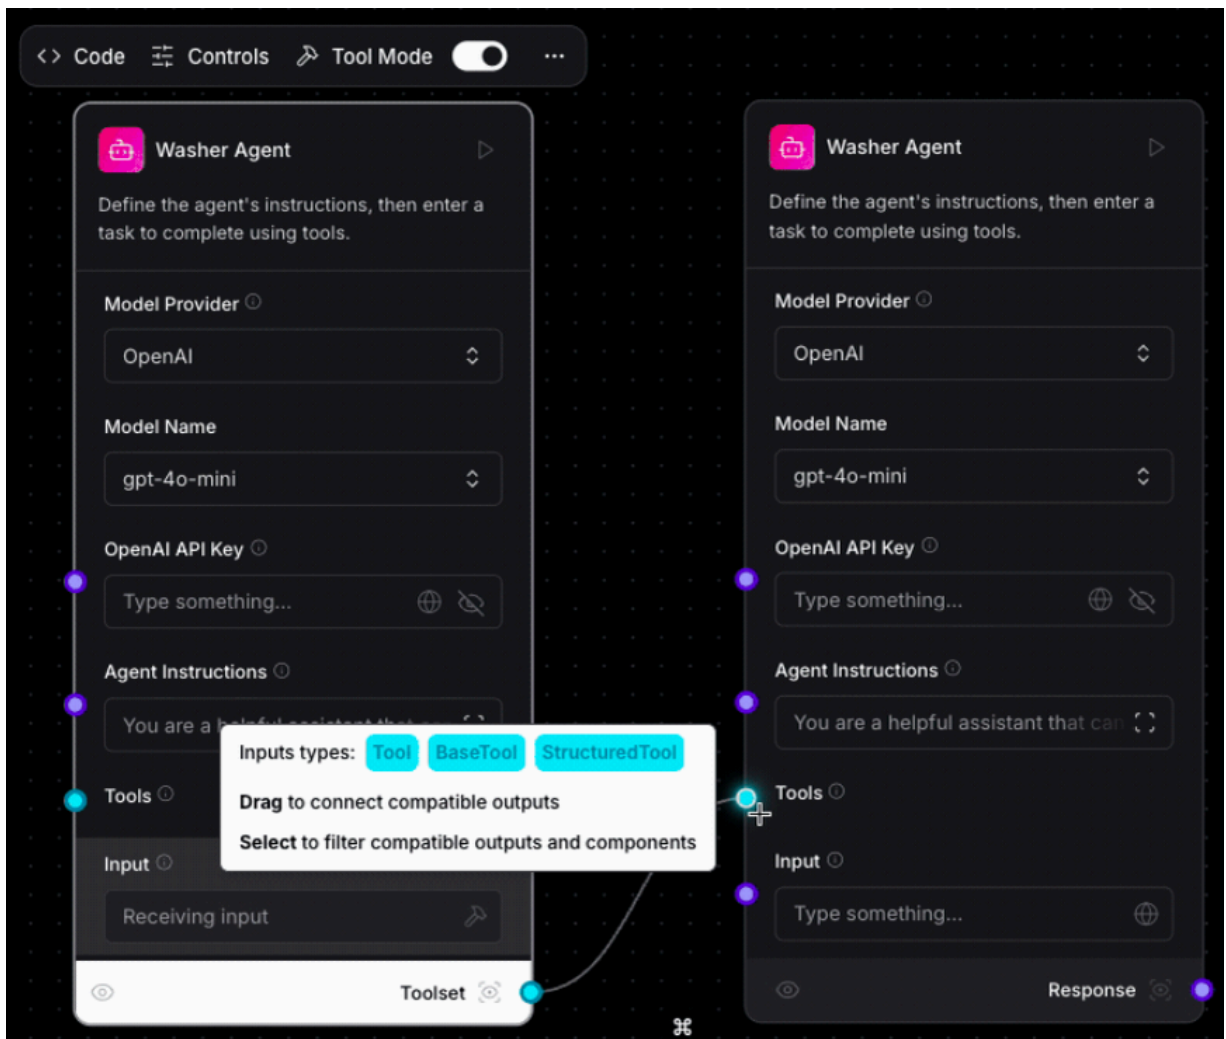 Code Controls Tool Mode
Washer Agent
Define the agent's instructions, then enter a
task to complete using tools.
Model Provider
OpenAI
Model Name
gpt-4o-mini
OpenAI API Key
Type something...
Agent Instructions
You are a helpful assistant that
Tools
Input
Receiving input
Toolset
Inputs types: Tool BaseTool StructuredTool
Drag to connect compatible outputs
Select to filter compatible outputs and components
Washer Agent
Define the agent's instructions, then enter a
task to complete using tools.
Model Provider
OpenAI
Model Name
gpt-4o-mini
OpenAI API Key
Type something...
Agent Instructions
You are a helpful assistant that can
Tools
Input
Type something...
Response
⌘